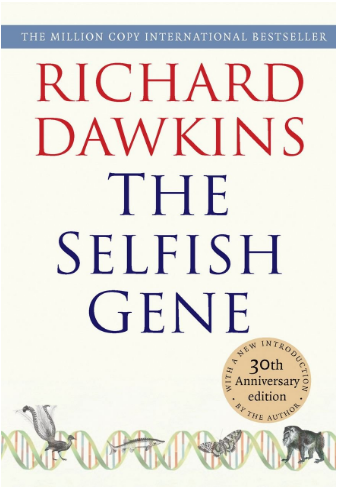 THE MILLION COPY INTERNATIONAL BESTSELLER
RICHARD
DAWKINS
THE
SELFISH
GENE
WITH A NEW INTRODUCTION
30th
Anniversary
edition
• BY THE AUTHOR •